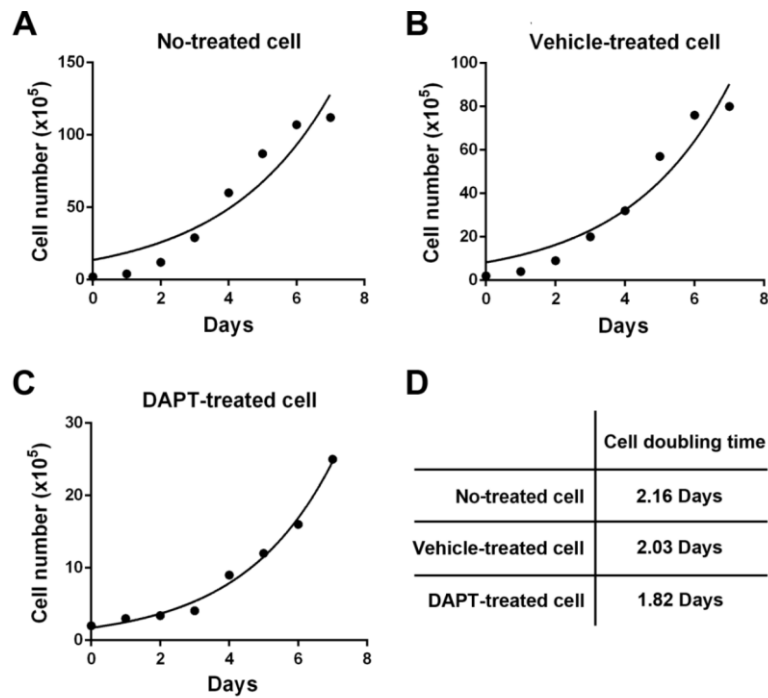 A
No-treated cell
Cell number (x10⁵)
150
100
50
0
0 2 4 6 8
Days
B
Vehicle-treated cell
Cell number (x10⁵)
100
80
60
40
20
0
0 2 4 6 8
Days
C
DAPT-treated cell
Cell number (x10⁵)
30
20
10
0
0 2 4 6 8
Days
D
Cell doubling time
No-treated cell 2.16 Days
Vehicle-treated cell 2.03 Days
DAPT-treated cell 1.82 Days